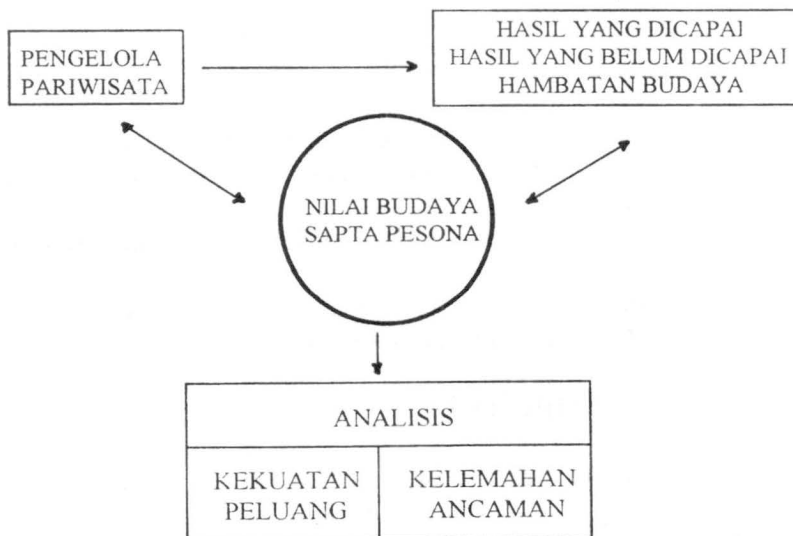 PENGELOLA
PARIWISATA
HASIL YANG DICAPAI
HASIL YANG BELUM DICAPAI
HAMBATAN BUDAYA
NILAI BUDAYA
SAPTA PESONA
ANALISIS
KEKUATAN
PELUANG
KELEMAHAN
ANCAMAN